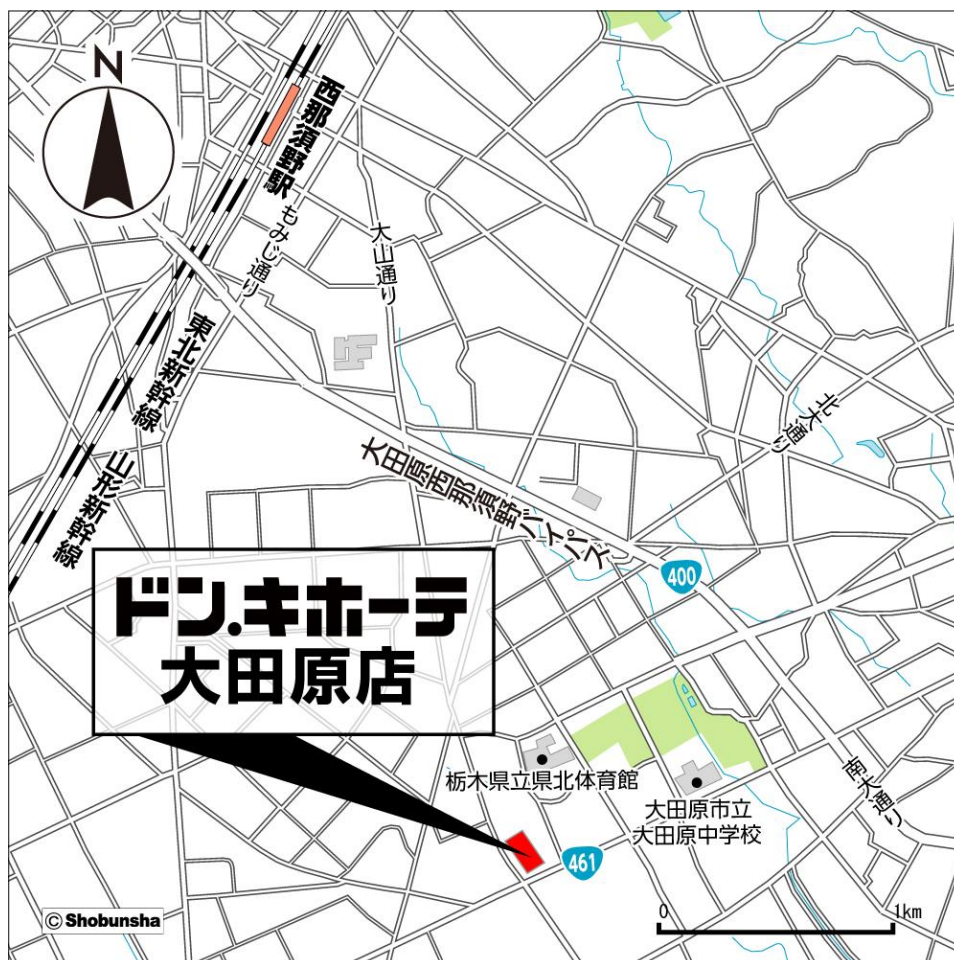 N
西那須野駅
もみじ通り
大山通り
東北新幹線
山形新幹線
北大通り
大田原西那須野バイパス
400
ドン.キホーテ
大田原店
栃木県立県北体育館
大田原市立
大田原中学校
南大通り
461
© Shobunsha
0 1km